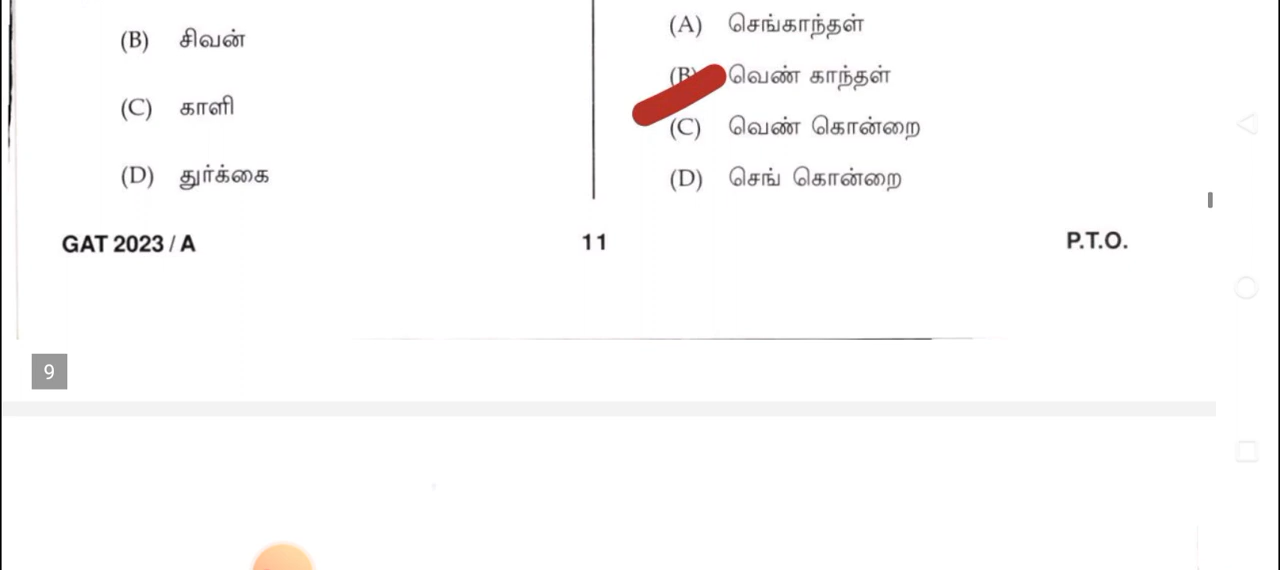 (B) சிவன்
(C) காளி
(D) துர்க்கை
(A) செங்காந்தள்
(B) வெண் காந்தள்
(C) வெண் கொன்றை
(D) செங் கொன்றை
GAT 2023 / A 11 P.T.O.
9